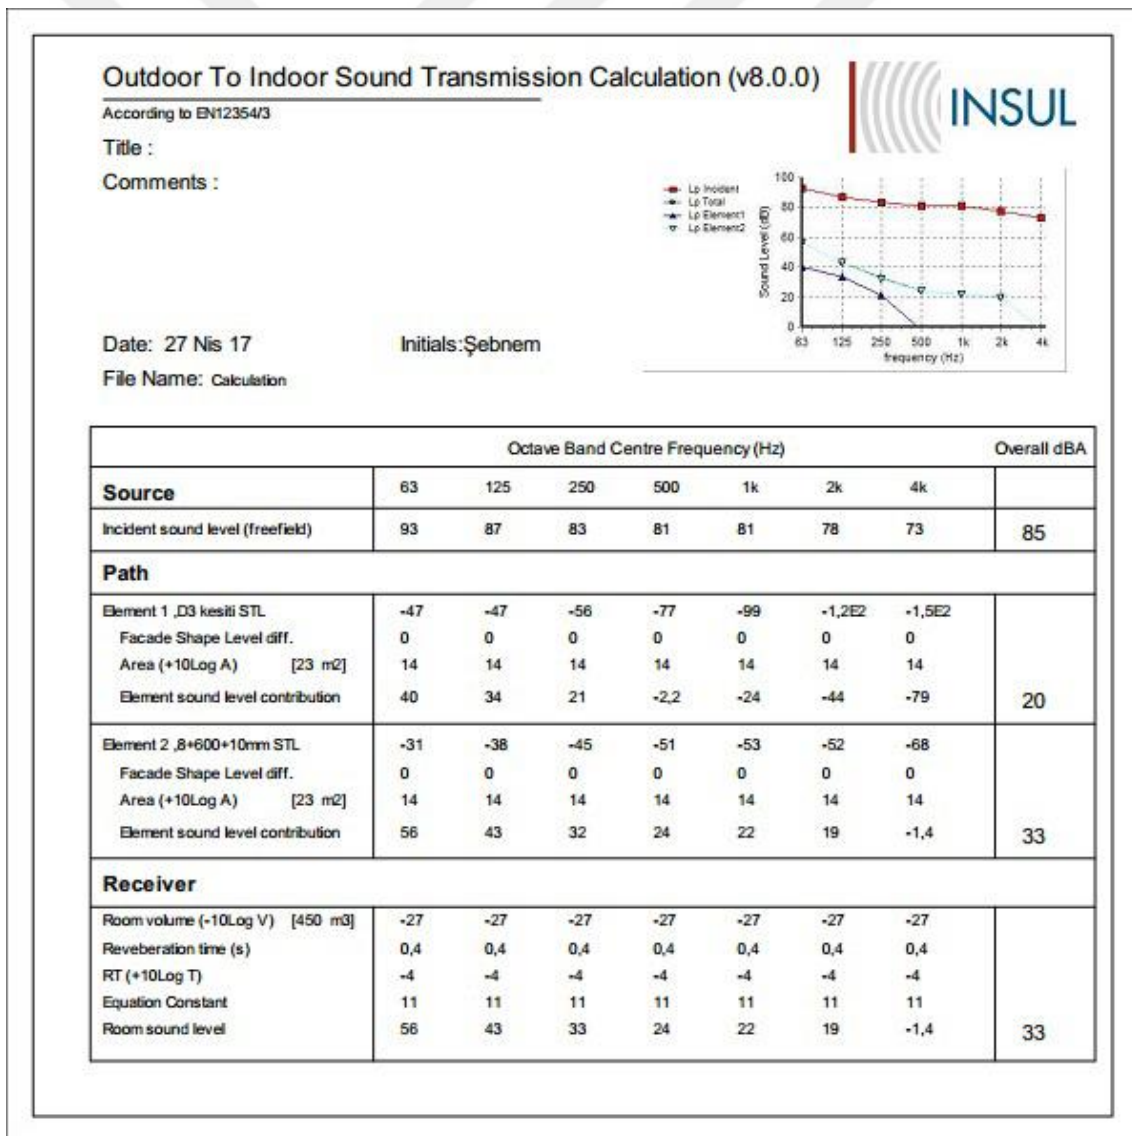 Outdoor To Indoor Sound Transmission Calculation (v8.0.0)
According to EN12354/3
INSUL
Title :
Comments :
Lp Incident
Lp Total
Lp Element1
Lp Element2
Sound Level (dB)
100
80
60
40
20
0
63 125 250 500 1k 2k 4k
frequency (Hz)
Date: 27 Nis 17 Initials:Şebnem
File Name: Calculation
Octave Band Centre Frequency (Hz) Overall dBA
Source 63 125 250 500 1k 2k 4k
Incident sound level (freefield) 93 87 83 81 81 78 73 85
Path
Element 1 ,D3 kesiti STL -47 -47 -56 -77 -99 -1,2E2 -1,5E2
Facade Shape Level diff. 0 0 0 0 0 0 0
Area (+10Log A) [23 m2] 14 14 14 14 14 14 14
Element sound level contribution 40 34 21 -2,2 -24 -44 -79 20
Element 2 ,8+600+10mm STL -31 -38 -45 -51 -53 -52 -68
Facade Shape Level diff. 0 0 0 0 0 0 0
Area (+10Log A) [23 m2] 14 14 14 14 14 14 14
Element sound level contribution 56 43 32 24 22 19 -1,4 33
Receiver
Room volume (-10Log V) [450 m3] -27 -27 -27 -27 -27 -27 -27
Reveberation time (s) 0,4 0,4 0,4 0,4 0,4 0,4 0,4
RT (+10Log T) -4 -4 -4 -4 -4 -4 -4
Equation Constant 11 11 11 11 11 11 11
Room sound level 56 43 33 24 22 19 -1,4 33